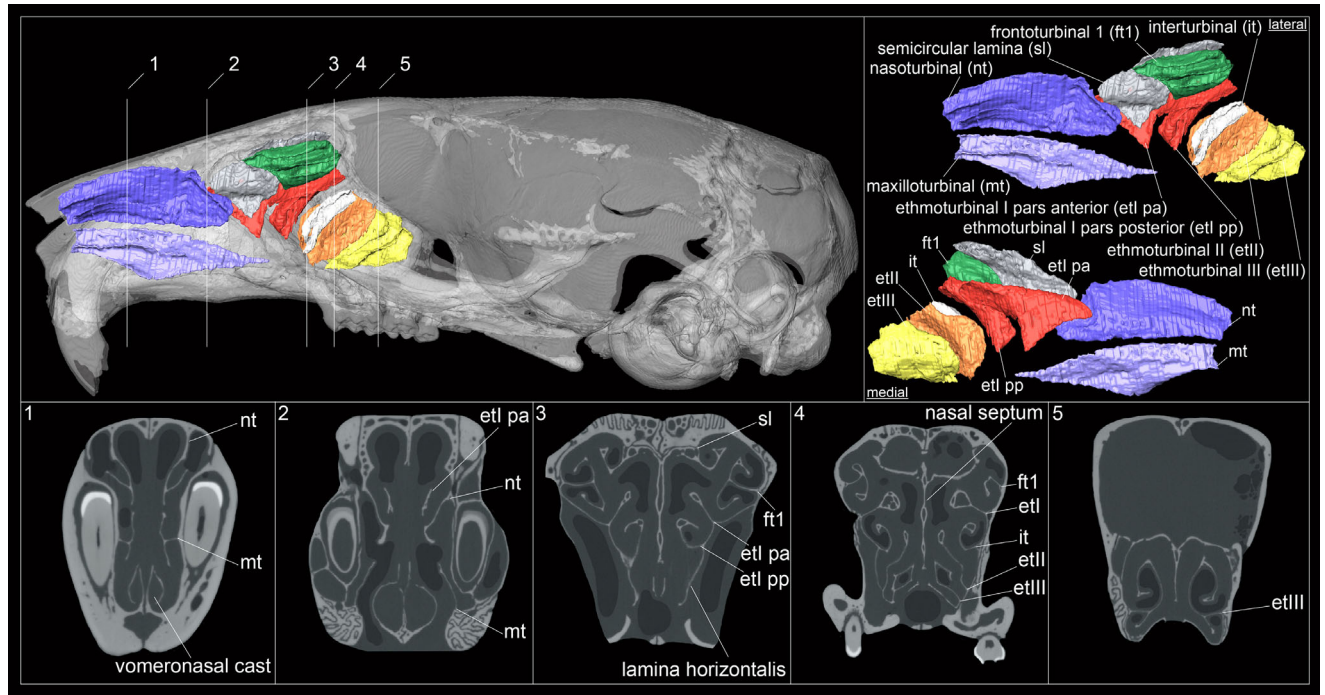 1
2
3
4
5
frontoturbinal 1 (ft1)
interturbinal (it)
lateral
semicircular lamina (sl)
nasoturbinal (nt)
maxilloturbinal (mt)
ethmoturbinal I pars anterior (etI pa)
ethmoturbinal I pars posterior (etI pp)
ethmoturbinal II (etII)
ethmoturbinal III (etIII)
ft1
sl
it
etI pa
etII
etIII
nt
mt
etI pp
medial
1
nt
mt
vomeronasal cast
2
etI pa
nt
mt
3
sl
ft1
etI pa
etI pp
lamina horizontalis
4
nasal septum
ft1
etI
it
etII
etIII
5
etIII